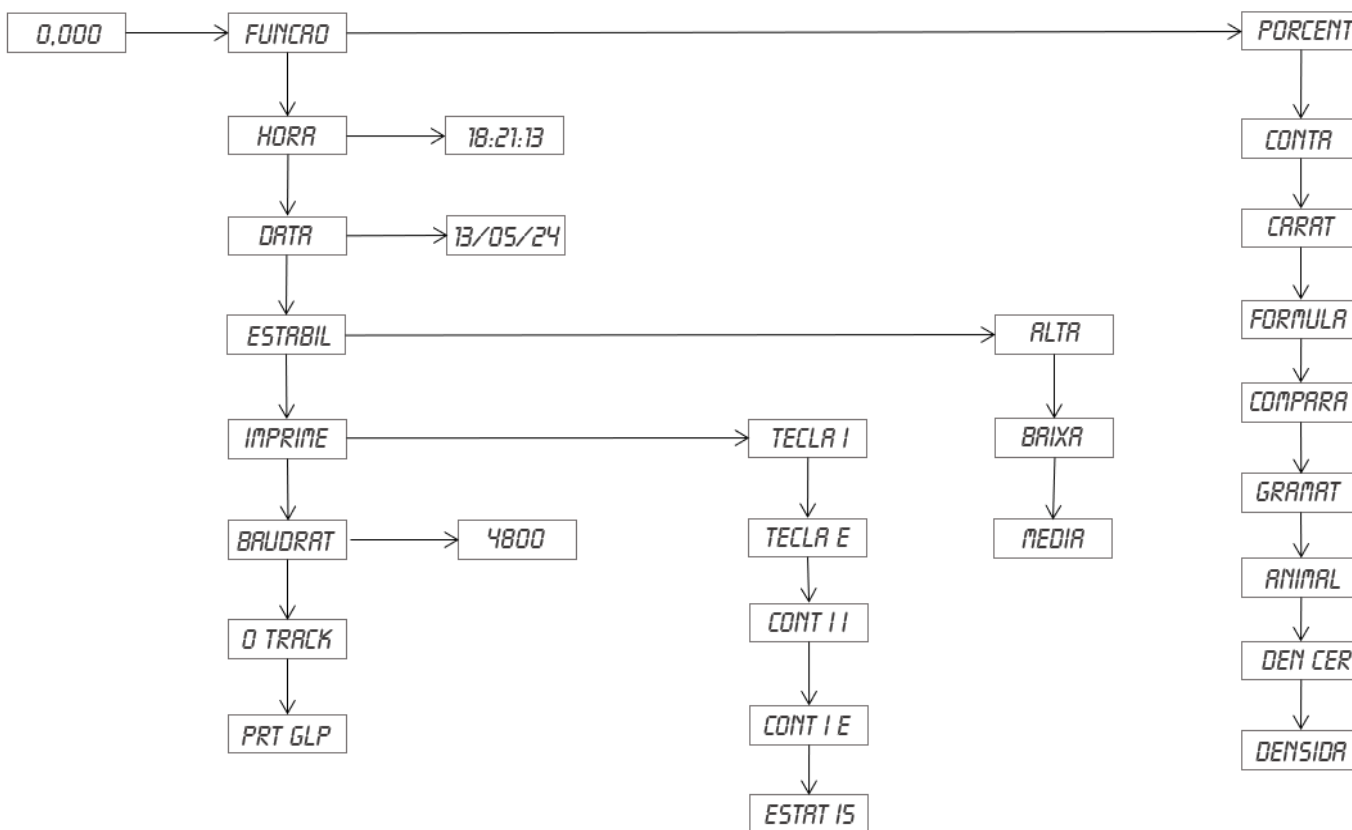 0,000
FUNCAO
PORCENT
HORA
18:21:13
CONTA
DATA
13/05/24
CARAT
ESTABIL
ALTA
FORMULA
IMPRIME
TECLA I
BAIXA
COMPARA
BAUDRAT
4800
TECLA E
MEDIA
GRAMAT
ANIMAL
0 TRACK
CONT I I
DEN CER
PRT GLP
CONT I E
DENSIDA
ESTAT IS